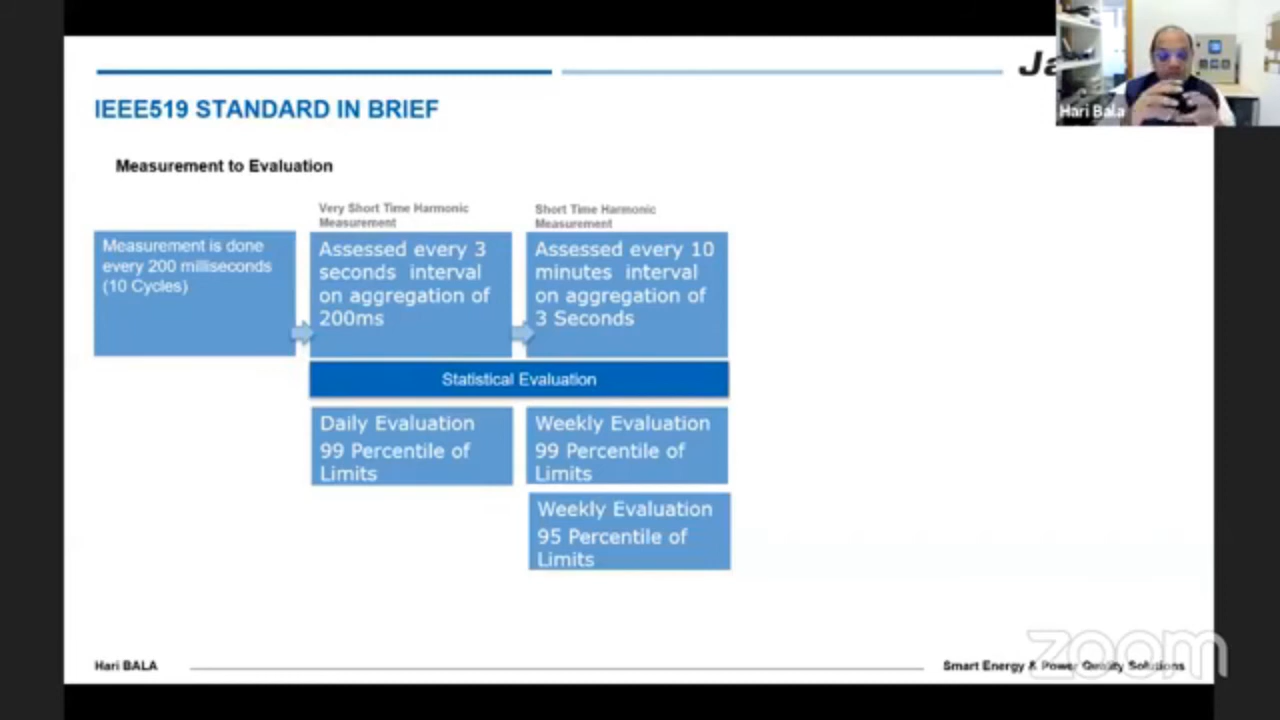 IEEE519 STANDARD IN BRIEF
Hari Bala
Measurement to Evaluation
Very Short Time Harmonic
Measurement
Short Time Harmonic
Measurement
Measurement is done
every 200 milliseconds
(10 Cycles)
Assessed every 3
seconds interval
on aggregation of
200ms
Assessed every 10
minutes interval
on aggregation of
3 Seconds
Statistical Evaluation
Daily Evaluation
99 Percentile of
Limits
Weekly Evaluation
99 Percentile of
Limits
Weekly Evaluation
95 Percentile of
Limits
Hari BALA
Smart Energy & Power Quality Solutions
zoom